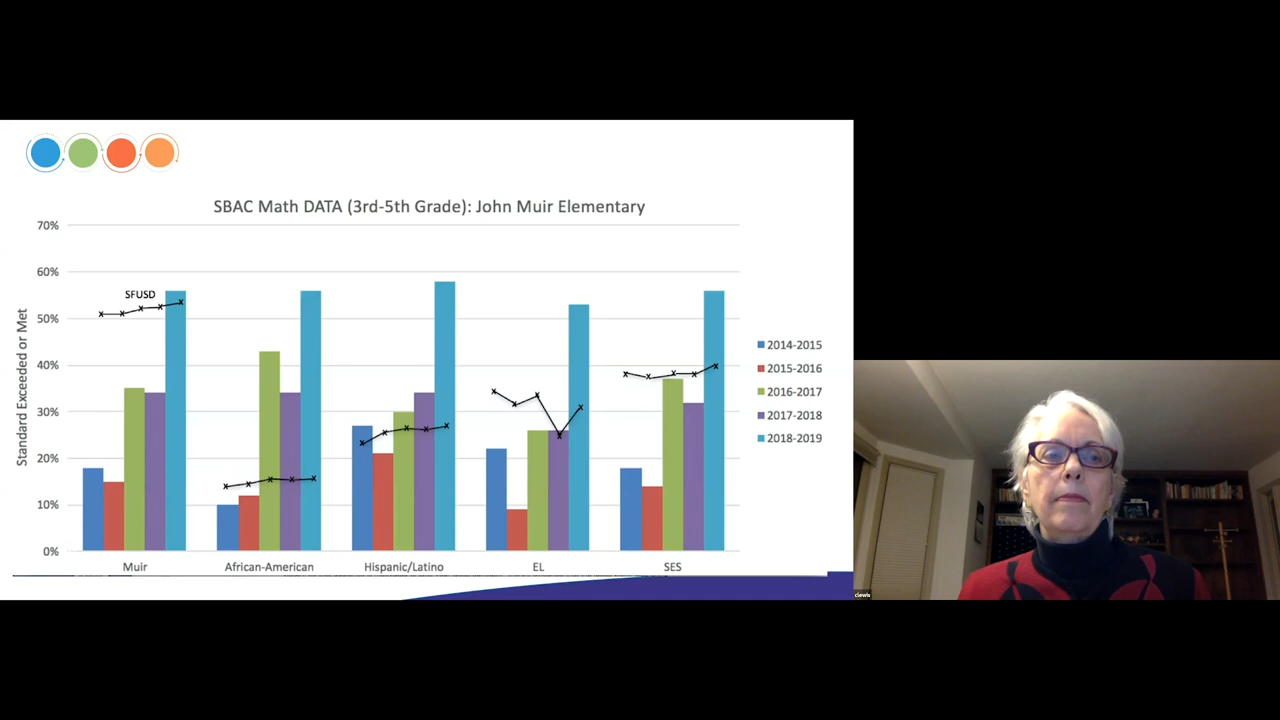 SBAC Math DATA (3rd-5th Grade): John Muir Elementary
70%
60%
50%
40%
30%
20%
10%
0%
Standard Exceeded or Met
SFUSD
Muir
African-American
Hispanic/Latino
EL
SES
2014-2015
2015-2016
2016-2017
2017-2018
2018-2019
clewis